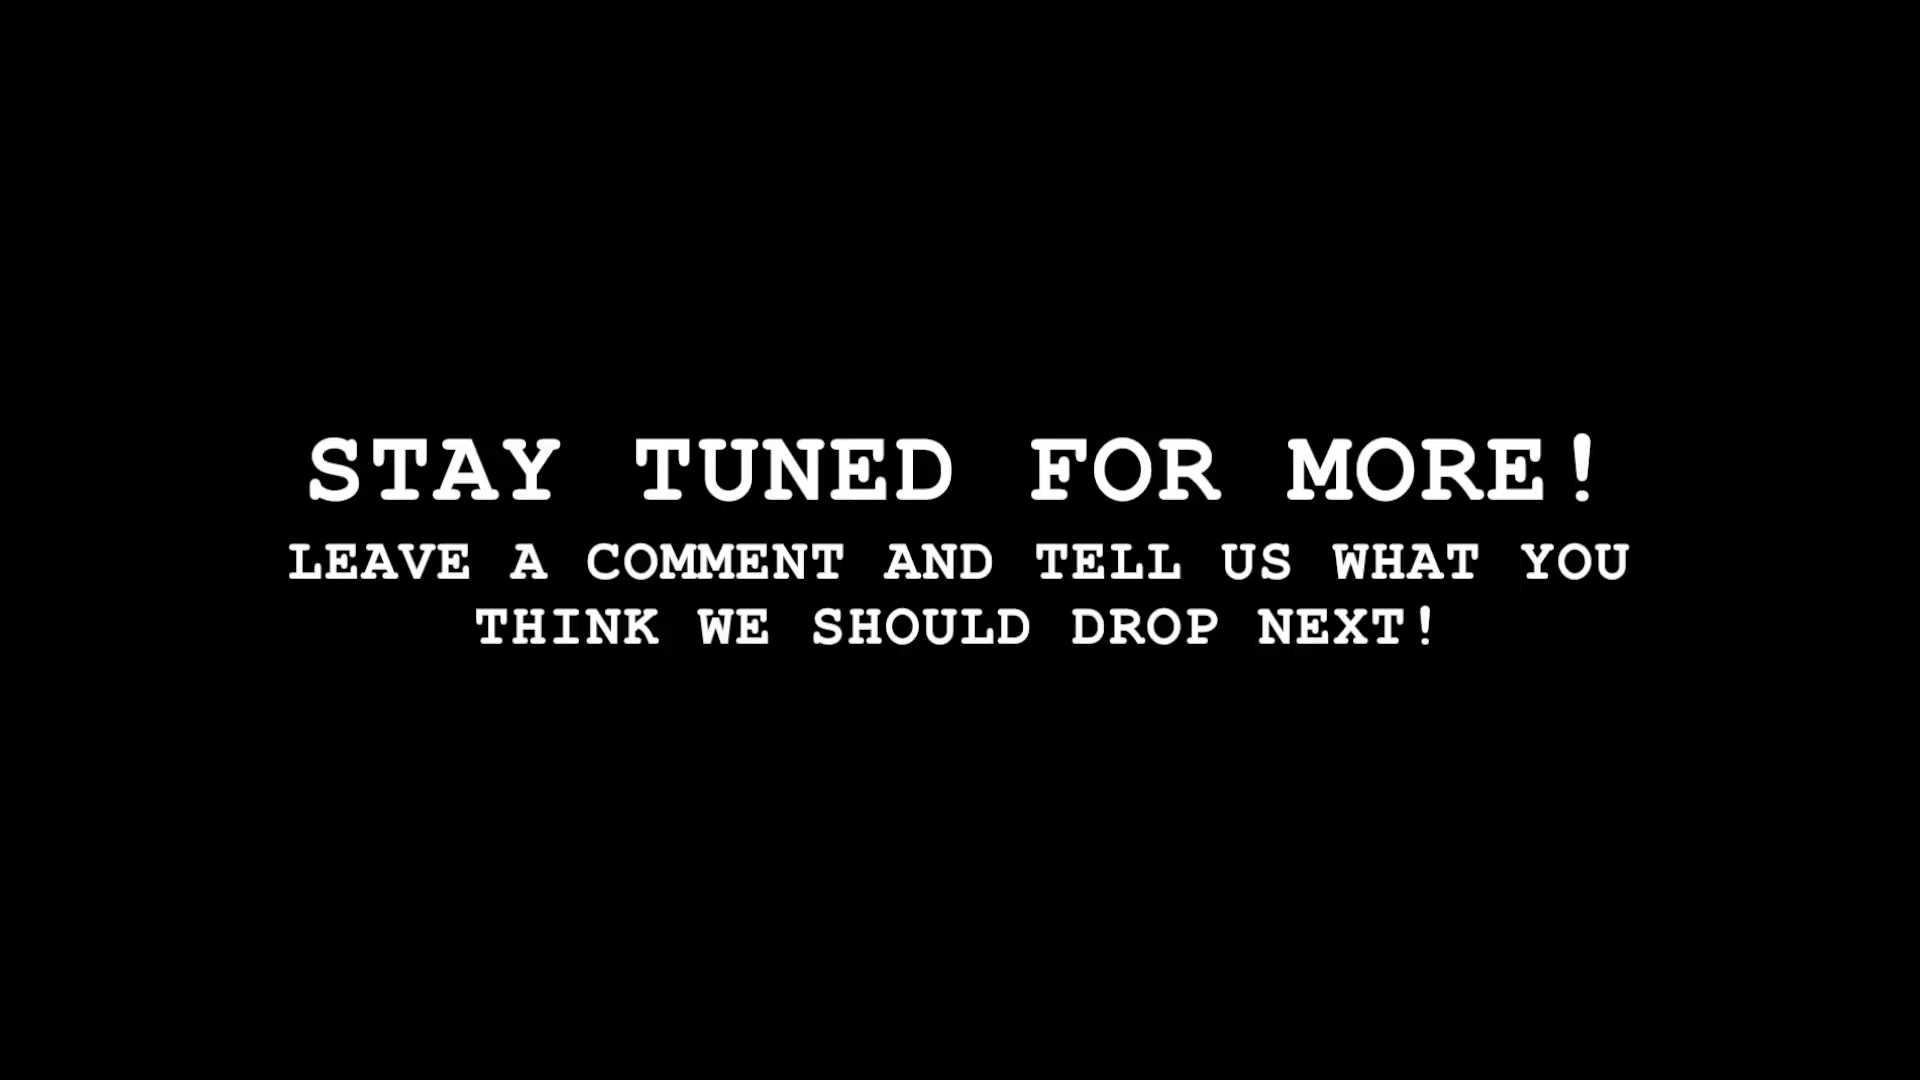 STAY TUNED FOR MORE!
LEAVE A COMMENT AND TELL US WHAT YOU
THINK WE SHOULD DROP NEXT!